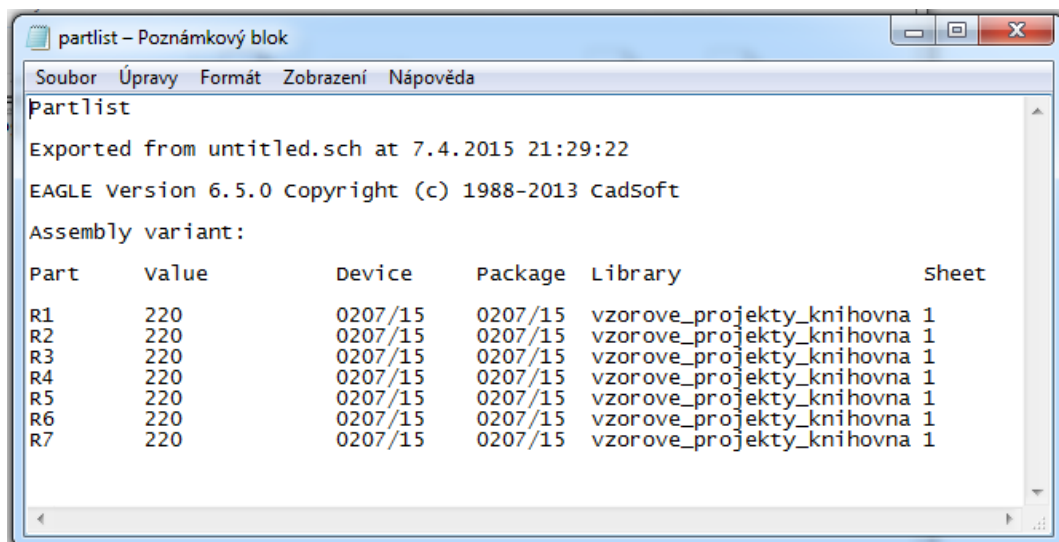 partlist – Poznámkový blok
Soubor Úpravy Formát Zobrazení Nápověda
Partlist
Exported from untitled.sch at 7.4.2015 21:29:22
EAGLE Version 6.5.0 Copyright (c) 1988-2013 CadSoft
Assembly variant:
Part Value Device Package Library Sheet
R1 220 0207/15 0207/15 vzorove_projekty_knihovna 1
R2 220 0207/15 0207/15 vzorove_projekty_knihovna 1
R3 220 0207/15 0207/15 vzorove_projekty_knihovna 1
R4 220 0207/15 0207/15 vzorove_projekty_knihovna 1
R5 220 0207/15 0207/15 vzorove_projekty_knihovna 1
R6 220 0207/15 0207/15 vzorove_projekty_knihovna 1
R7 220 0207/15 0207/15 vzorove_projekty_knihovna 1